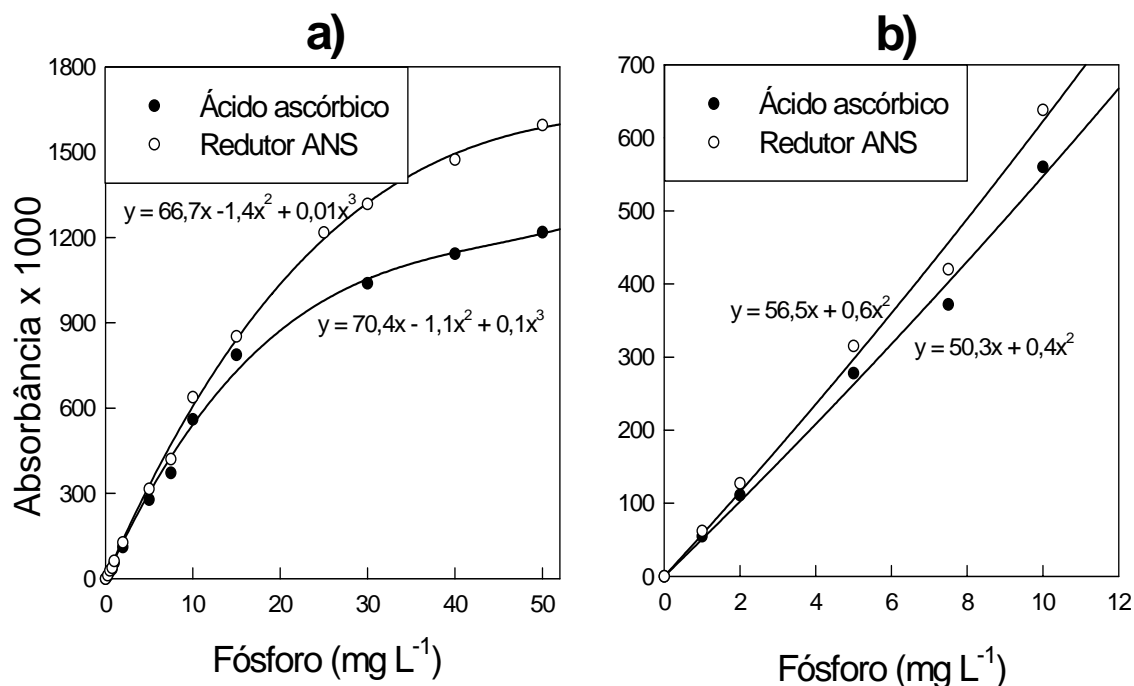 a)
1800
1500
1200
900
600
300
0
Ácido ascórbico
Redutor ANS
y = 66,7x -1,4x² + 0,01x³
y = 70,4x - 1,1x² + 0,1x³
0 10 20 30 40 50
Absorbância x 1000
Fósforo (mg L⁻¹)
b)
700
600
500
400
300
200
100
0
Ácido ascórbico
Redutor ANS
y = 56,5x + 0,6x²
y = 50,3x + 0,4x²
0 2 4 6 8 10 12
Fósforo (mg L⁻¹)